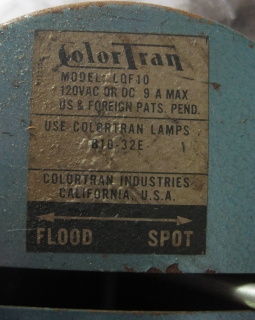 ColorTran
MODEL: LQF10
120VAC OR DC 9 A MAX
US & FOREIGN PATS. PEND.
USE COLORTRAN LAMPS
810-32E
COLORTRAN INDUSTRIES
CALIFORNIA, U.S.A.
FLOOD SPOT